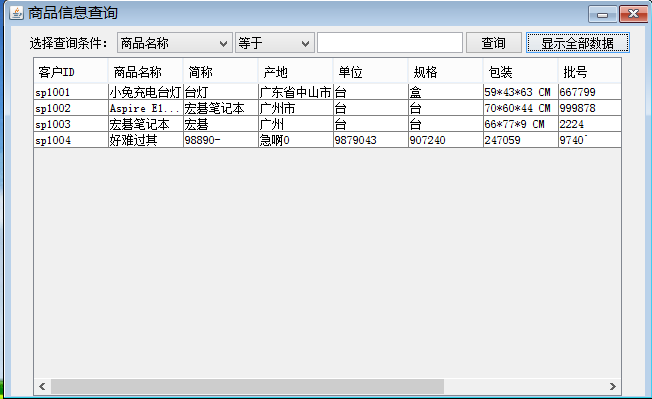 商品信息查询
选择查询条件： 商品名称 等于 查询 显示全部数据
客户ID 商品名称 简称 产地 单位 规格 包装 批号
sp1001 小兔充电台灯 台灯 广东省中山市 台 盒 59*43*63 CM 667799
sp1002 Aspire E1... 宏碁笔记本 广州市 台 台 70*60*44 CM 999878
sp1003 宏碁笔记本 宏碁 广州 台 台 66*77*9 CM 2224
sp1004 好难过其 98890- 急啊0 9879043 907240 247059 9740